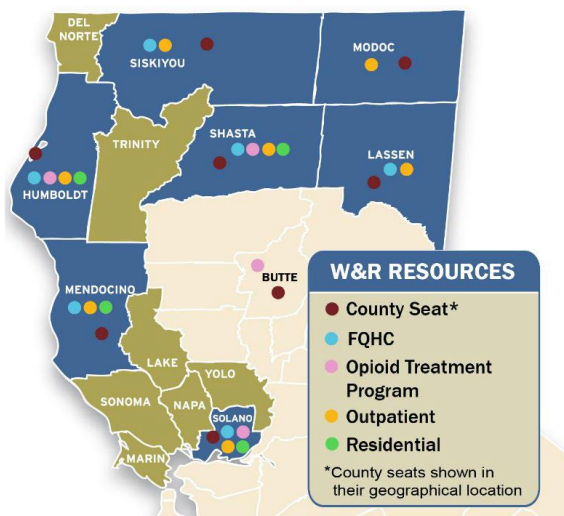 DEL
NORTE
SISKIYOU
MODOC
SHASTA
TRINITY
LASSEN
HUMBOLDT
BUTTE
MENDOCINO
LAKE
YOLO
SONOMA
NAPA
SOLANO
MARIN
W&R RESOURCES
County Seat*
FQHC
Opioid Treatment
Program
Outpatient
Residential
*County seats shown in
their geographical location